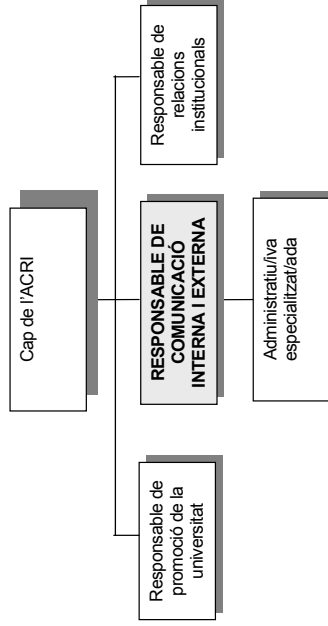 Cap de l'ACRI
Responsable de
promoció de la
universitat
RESPONSABLE DE
COMUNICACIÓ
INTERNA I EXTERNA
Responsable de
relacions
institucionals
Administratiu/iva
especialitzat/ada